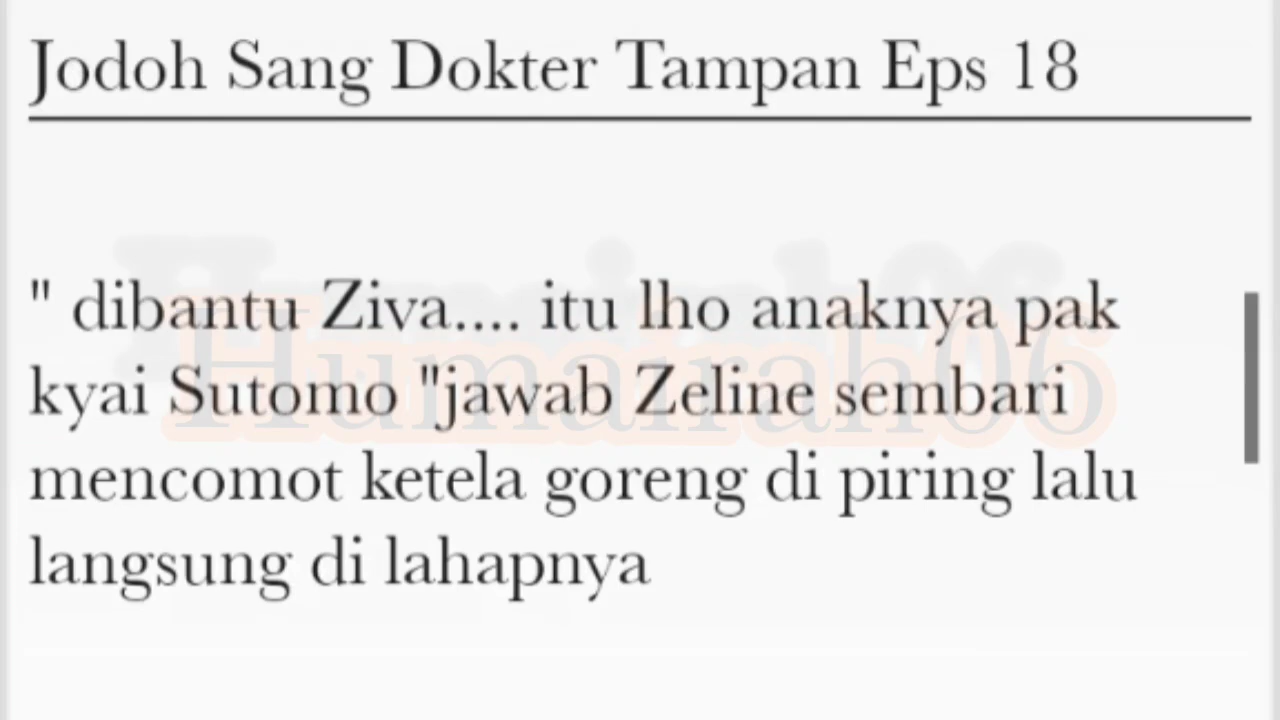 Jodoh Sang Dokter Tampan Eps 18
" dibantu Ziva.... itu lho anaknya pak
kyai Sutomo "jawab Zeline sembari
mencomot ketela goreng di piring lalu
langsung di lahapnya
Humairah06